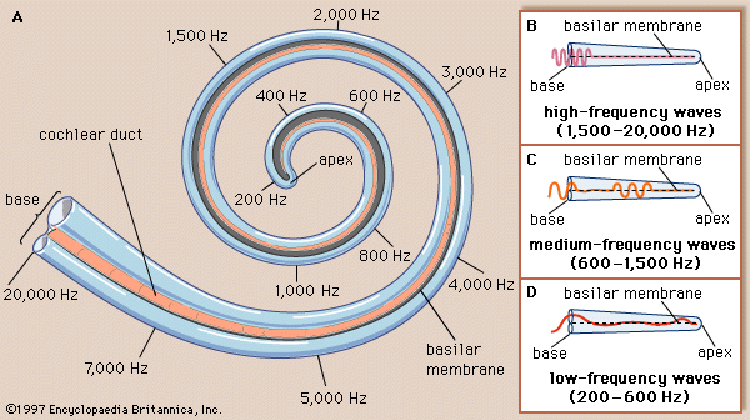 A
2,000 Hz
1,500 Hz
3,000 Hz
400 Hz
600 Hz
cochlear duct
apex
base
200 Hz
800 Hz
1,000 Hz
4,000 Hz
20,000 Hz
basilar
membrane
7,000 Hz
5,000 Hz
©1997 Encyclopaedia Britannica, Inc.
B
basilar membrane
base
apex
high-frequency waves
(1,500–20,000 Hz)
C
basilar membrane
base
apex
medium-frequency waves
(600–1,500 Hz)
D
basilar membrane
base
apex
low-frequency waves
(200–600 Hz)